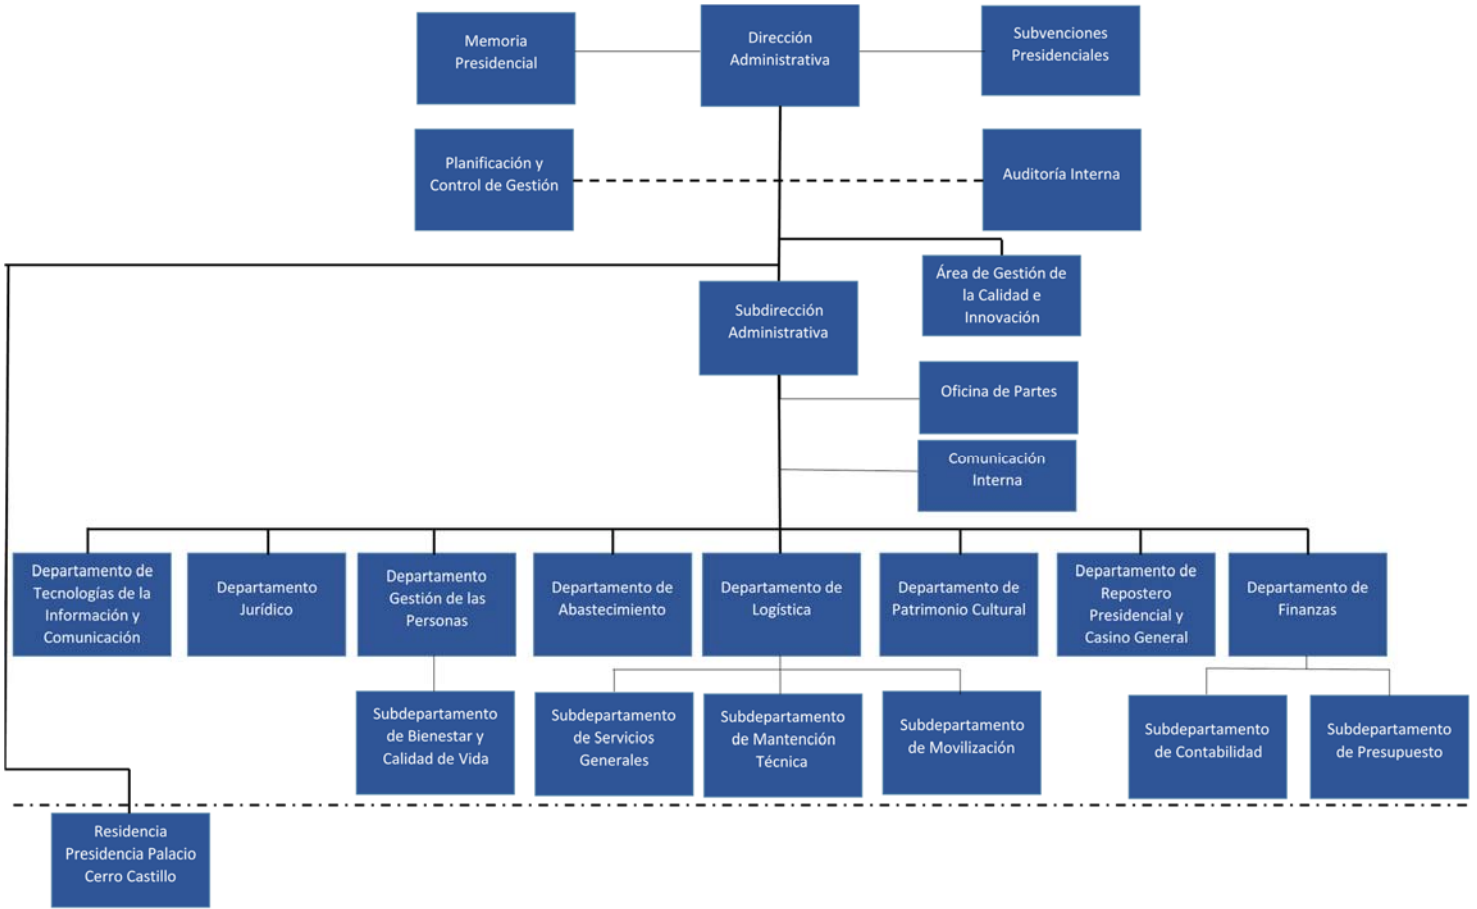 Memoria
Presidencial
Dirección
Administrativa
Subvenciones
Presidenciales
Planificación y
Control de Gestión
Auditoría Interna
Área de Gestión de
la Calidad e
Innovación
Subdirección
Administrativa
Oficina de Partes
Comunicación
Interna
Departamento de
Tecnologías de la
Información y
Comunicación
Departamento
Jurídico
Departamento
Gestión de las
Personas
Departamento de
Abastecimiento
Departamento de
Logística
Departamento de
Patrimonio Cultural
Departamento de
Repostero
Presidencial y
Casino General
Departamento de
Finanzas
Subdepartamento
de Bienestar y
Calidad de Vida
Subdepartamento
de Servicios
Generales
Subdepartamento
de Mantención
Técnica
Subdepartamento
de Movilización
Subdepartamento
de Contabilidad
Subdepartamento
de Presupuesto
Residencia
Presidencia Palacio
Cerro Castillo